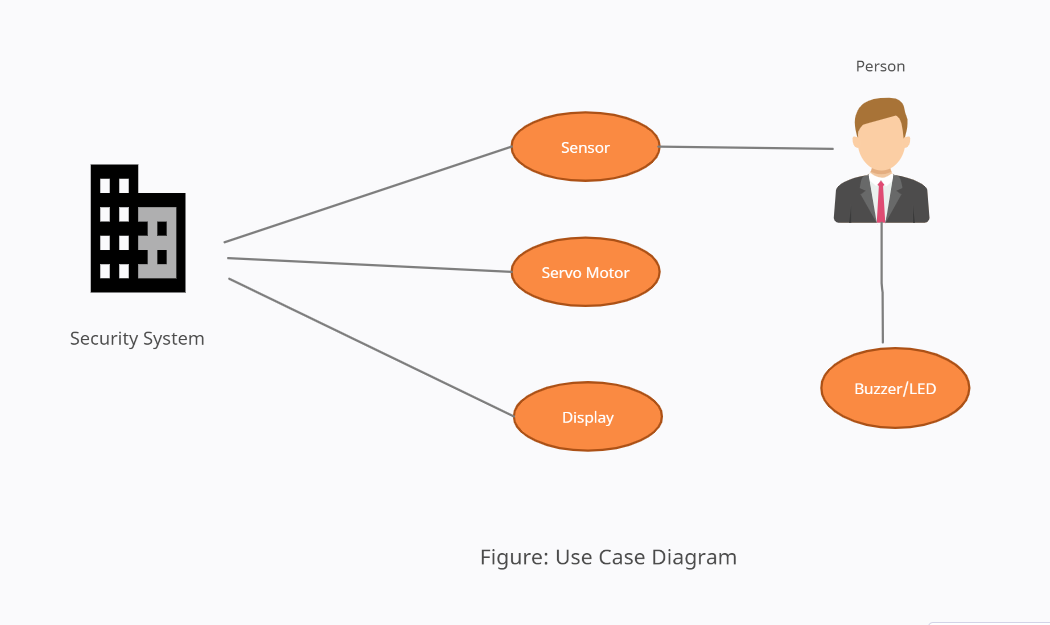 Person
Sensor
Servo Motor
Security System
Buzzer/LED
Display
Figure: Use Case Diagram